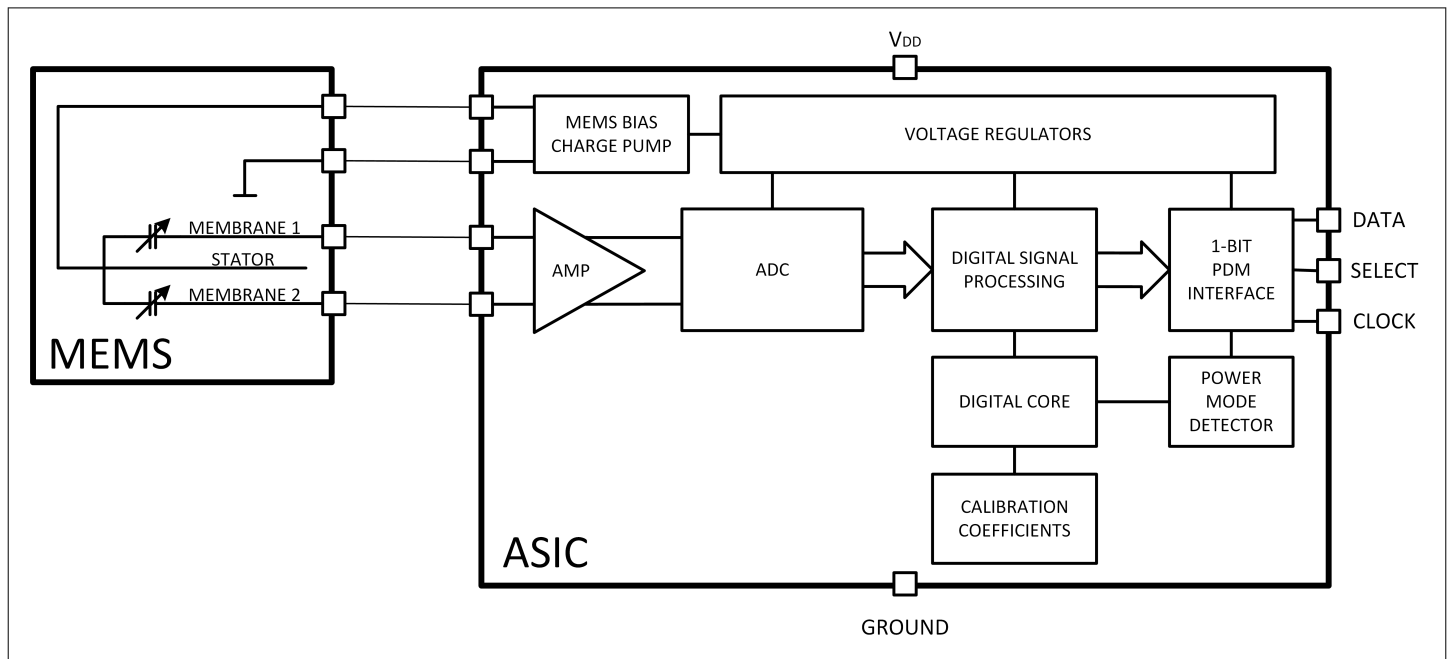 VDD
MEMS BIAS
CHARGE PUMP
VOLTAGE REGULATORS
MEMBRANE 1
STATOR
MEMBRANE 2
MEMS
AMP
ADC
DIGITAL SIGNAL
PROCESSING
1-BIT
PDM
INTERFACE
DATA
SELECT
CLOCK
DIGITAL CORE
POWER
MODE
DETECTOR
CALIBRATION
COEFFICIENTS
ASIC
GROUND